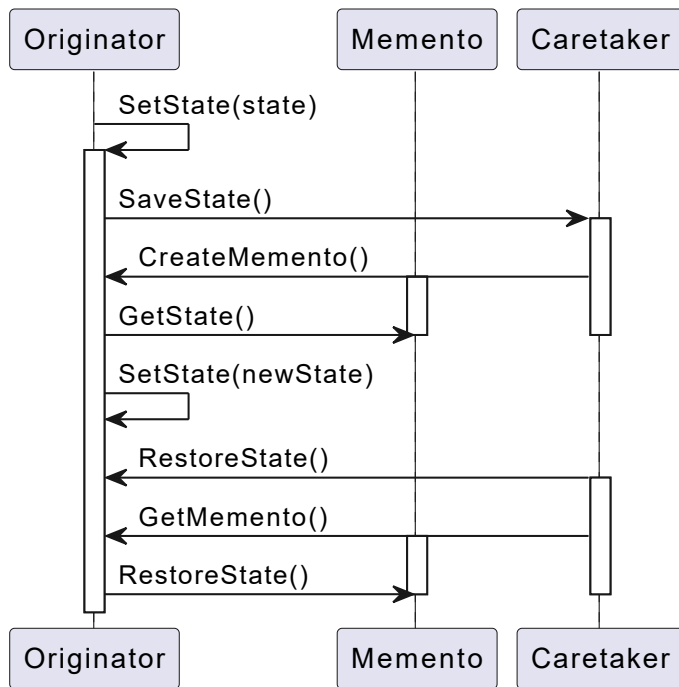 Originator Memento Caretaker
SetState(state)
SaveState()
CreateMemento()
GetState()
SetState(newState)
RestoreState()
GetMemento()
RestoreState()
Originator Memento Caretaker